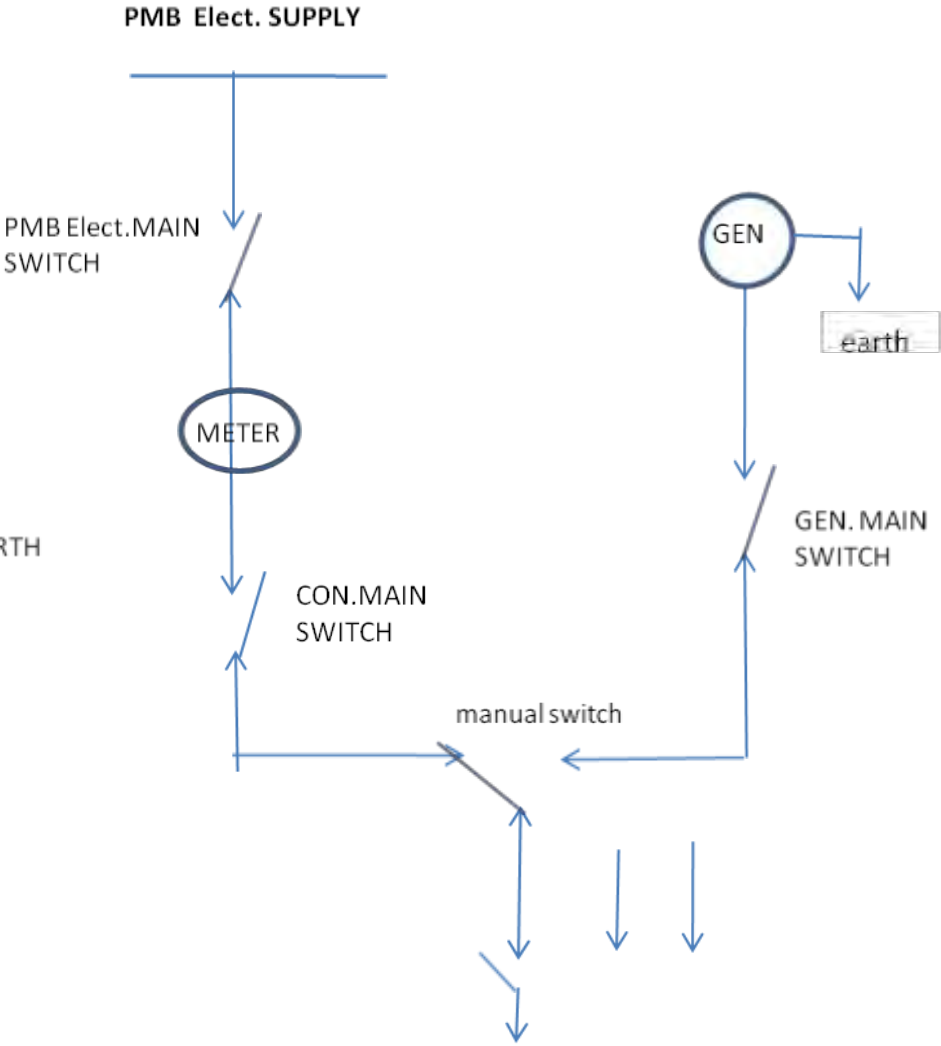 PMB Elect. SUPPLY
PMB Elect.MAIN
SWITCH
GEN
earth
METER
GEN. MAIN
SWITCH
RTH
CON.MAIN
SWITCH
manual switch